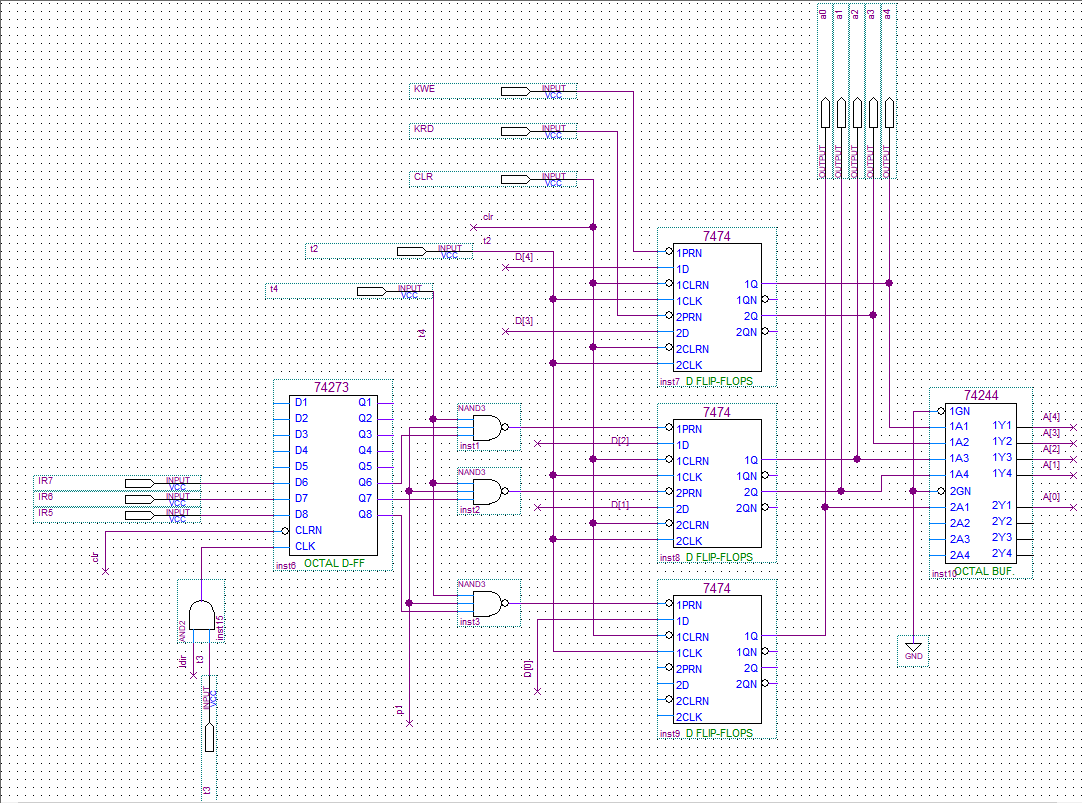 a0
a1
a2
a3
a4
OUTPUT
OUTPUT
OUTPUT
OUTPUT
OUTPUT
KWE
INPUT
VCC
KRD
INPUT
VCC
CLR
INPUT
VCC
clr
t2
t2
INPUT
VCC
t4
INPUT
VCC
t4
D[4]
D[3]
7474
1PRN
1D
1CLRN
1CLK
2PRN
2D
2CLRN
2CLK
1Q
1QN
2Q
2QN
inst7
D FLIP-FLOPS
74273
D1
D2
D3
D4
D5
D6
D7
D8
CLRN
CLK
Q1
Q2
Q3
Q4
Q5
Q6
Q7
Q8
inst6
OCTAL D-FF
IR7
INPUT
VCC
IR6
INPUT
VCC
IR5
INPUT
VCC
clr
NAND3
inst1
NAND3
inst2
NAND3
inst3
D[2]
D[1]
D[0]
p1
7474
1PRN
1D
1CLRN
1CLK
2PRN
2D
2CLRN
2CLK
1Q
1QN
2Q
2QN
inst8
D FLIP-FLOPS
7474
1PRN
1D
1CLRN
1CLK
2PRN
2D
2CLRN
2CLK
1Q
1QN
2Q
2QN
inst9
D FLIP-FLOPS
74244
1GN
1A1
1A2
1A3
1A4
2GN
2A1
2A2
2A3
2A4
1Y1
1Y2
1Y3
1Y4
2Y1
2Y2
2Y3
2Y4
inst10
OCTAL BUF.
A[4]
A[3]
A[2]
A[1]
A[0]
GND
AND2
inst15
ldir
t3
INPUT
VCC
t3